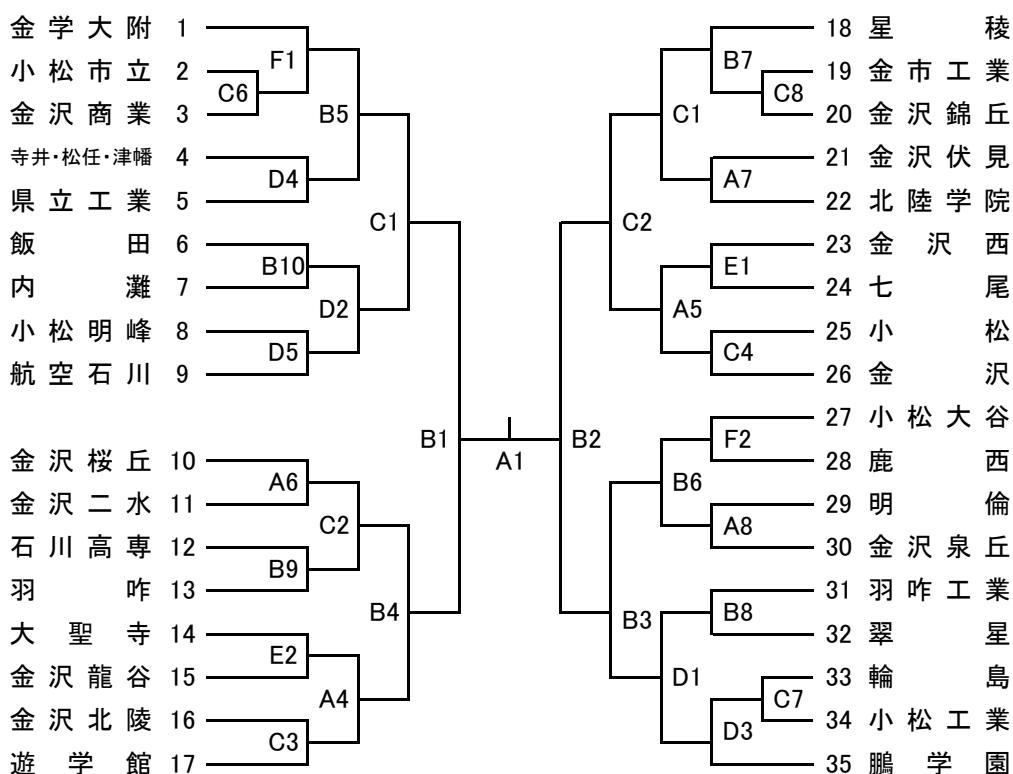 金学大附 1
小松市立 2
金沢商業 3
寺井・松任・津幡 4
県立工業 5
飯田 6
内灘 7
小松明峰 8
航空石川 9
金沢桜丘 10
金沢二水 11
石川高専 12
羽咋 13
大聖寺 14
金沢龍谷 15
金沢北陵 16
遊学館 17
F1
C6
B5
D4
C1
B10
D2
D5
B1
A6
C2
B9
B4
E2
A4
C3
A1
B2
B7
C8
C1
A7
C2
E1
A5
C4
F2
B6
A8
B3
B8
D1
C7
D3
18 星稜
19 金市工業
20 金沢錦丘
21 金沢伏見
22 北陸学院
23 金沢西
24 七尾
25 小松
26 金沢
27 小松大谷
28 鹿西
29 明倫
30 金沢泉丘
31 羽咋工業
32 翠星
33 輪島
34 小松工業
35 鵬学園